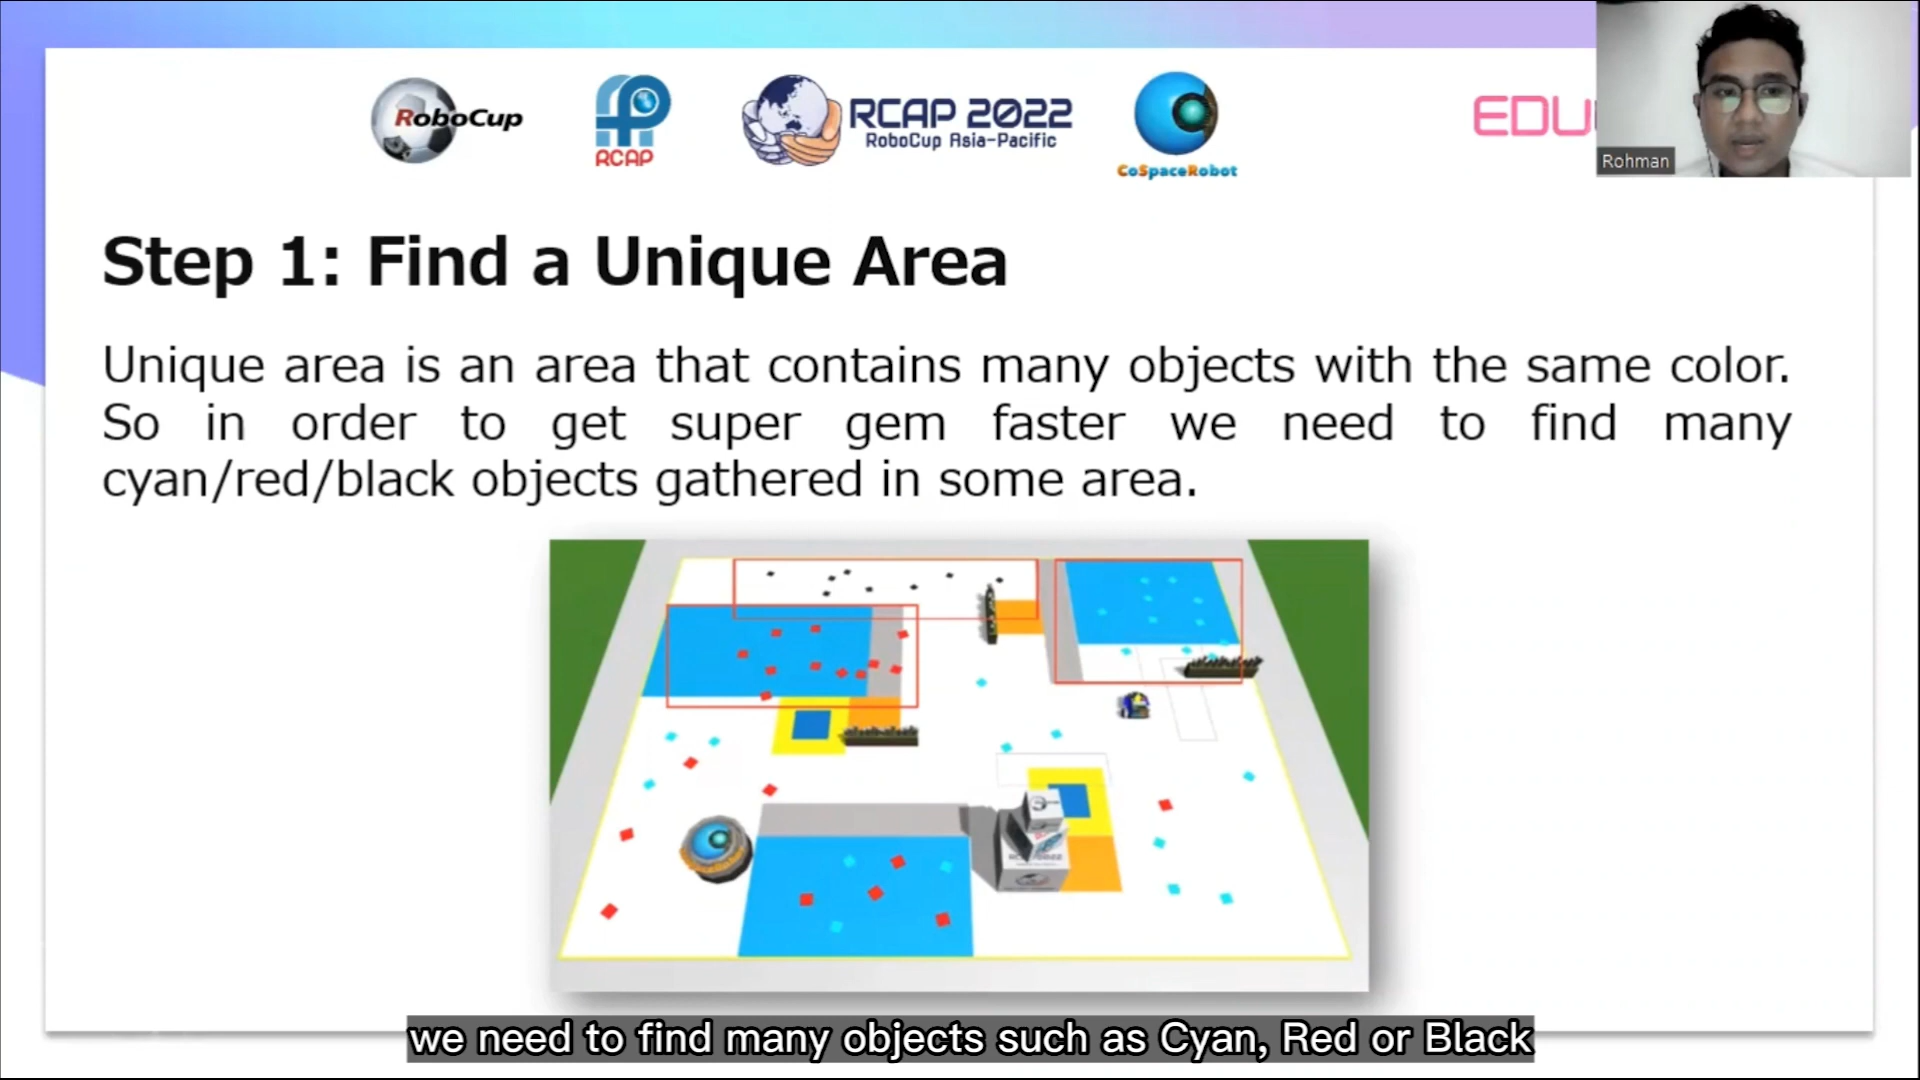 RoboCup
RCAP
RCAP 2022
RoboCup Asia-Pacific
CoSpaceRobot
EDU
Rohman
Step 1: Find a Unique Area
Unique area is an area that contains many objects with the same color.
So in order to get super gem faster we need to find many
cyan/red/black objects gathered in some area.
we need to find many objects such as Cyan, Red or Black